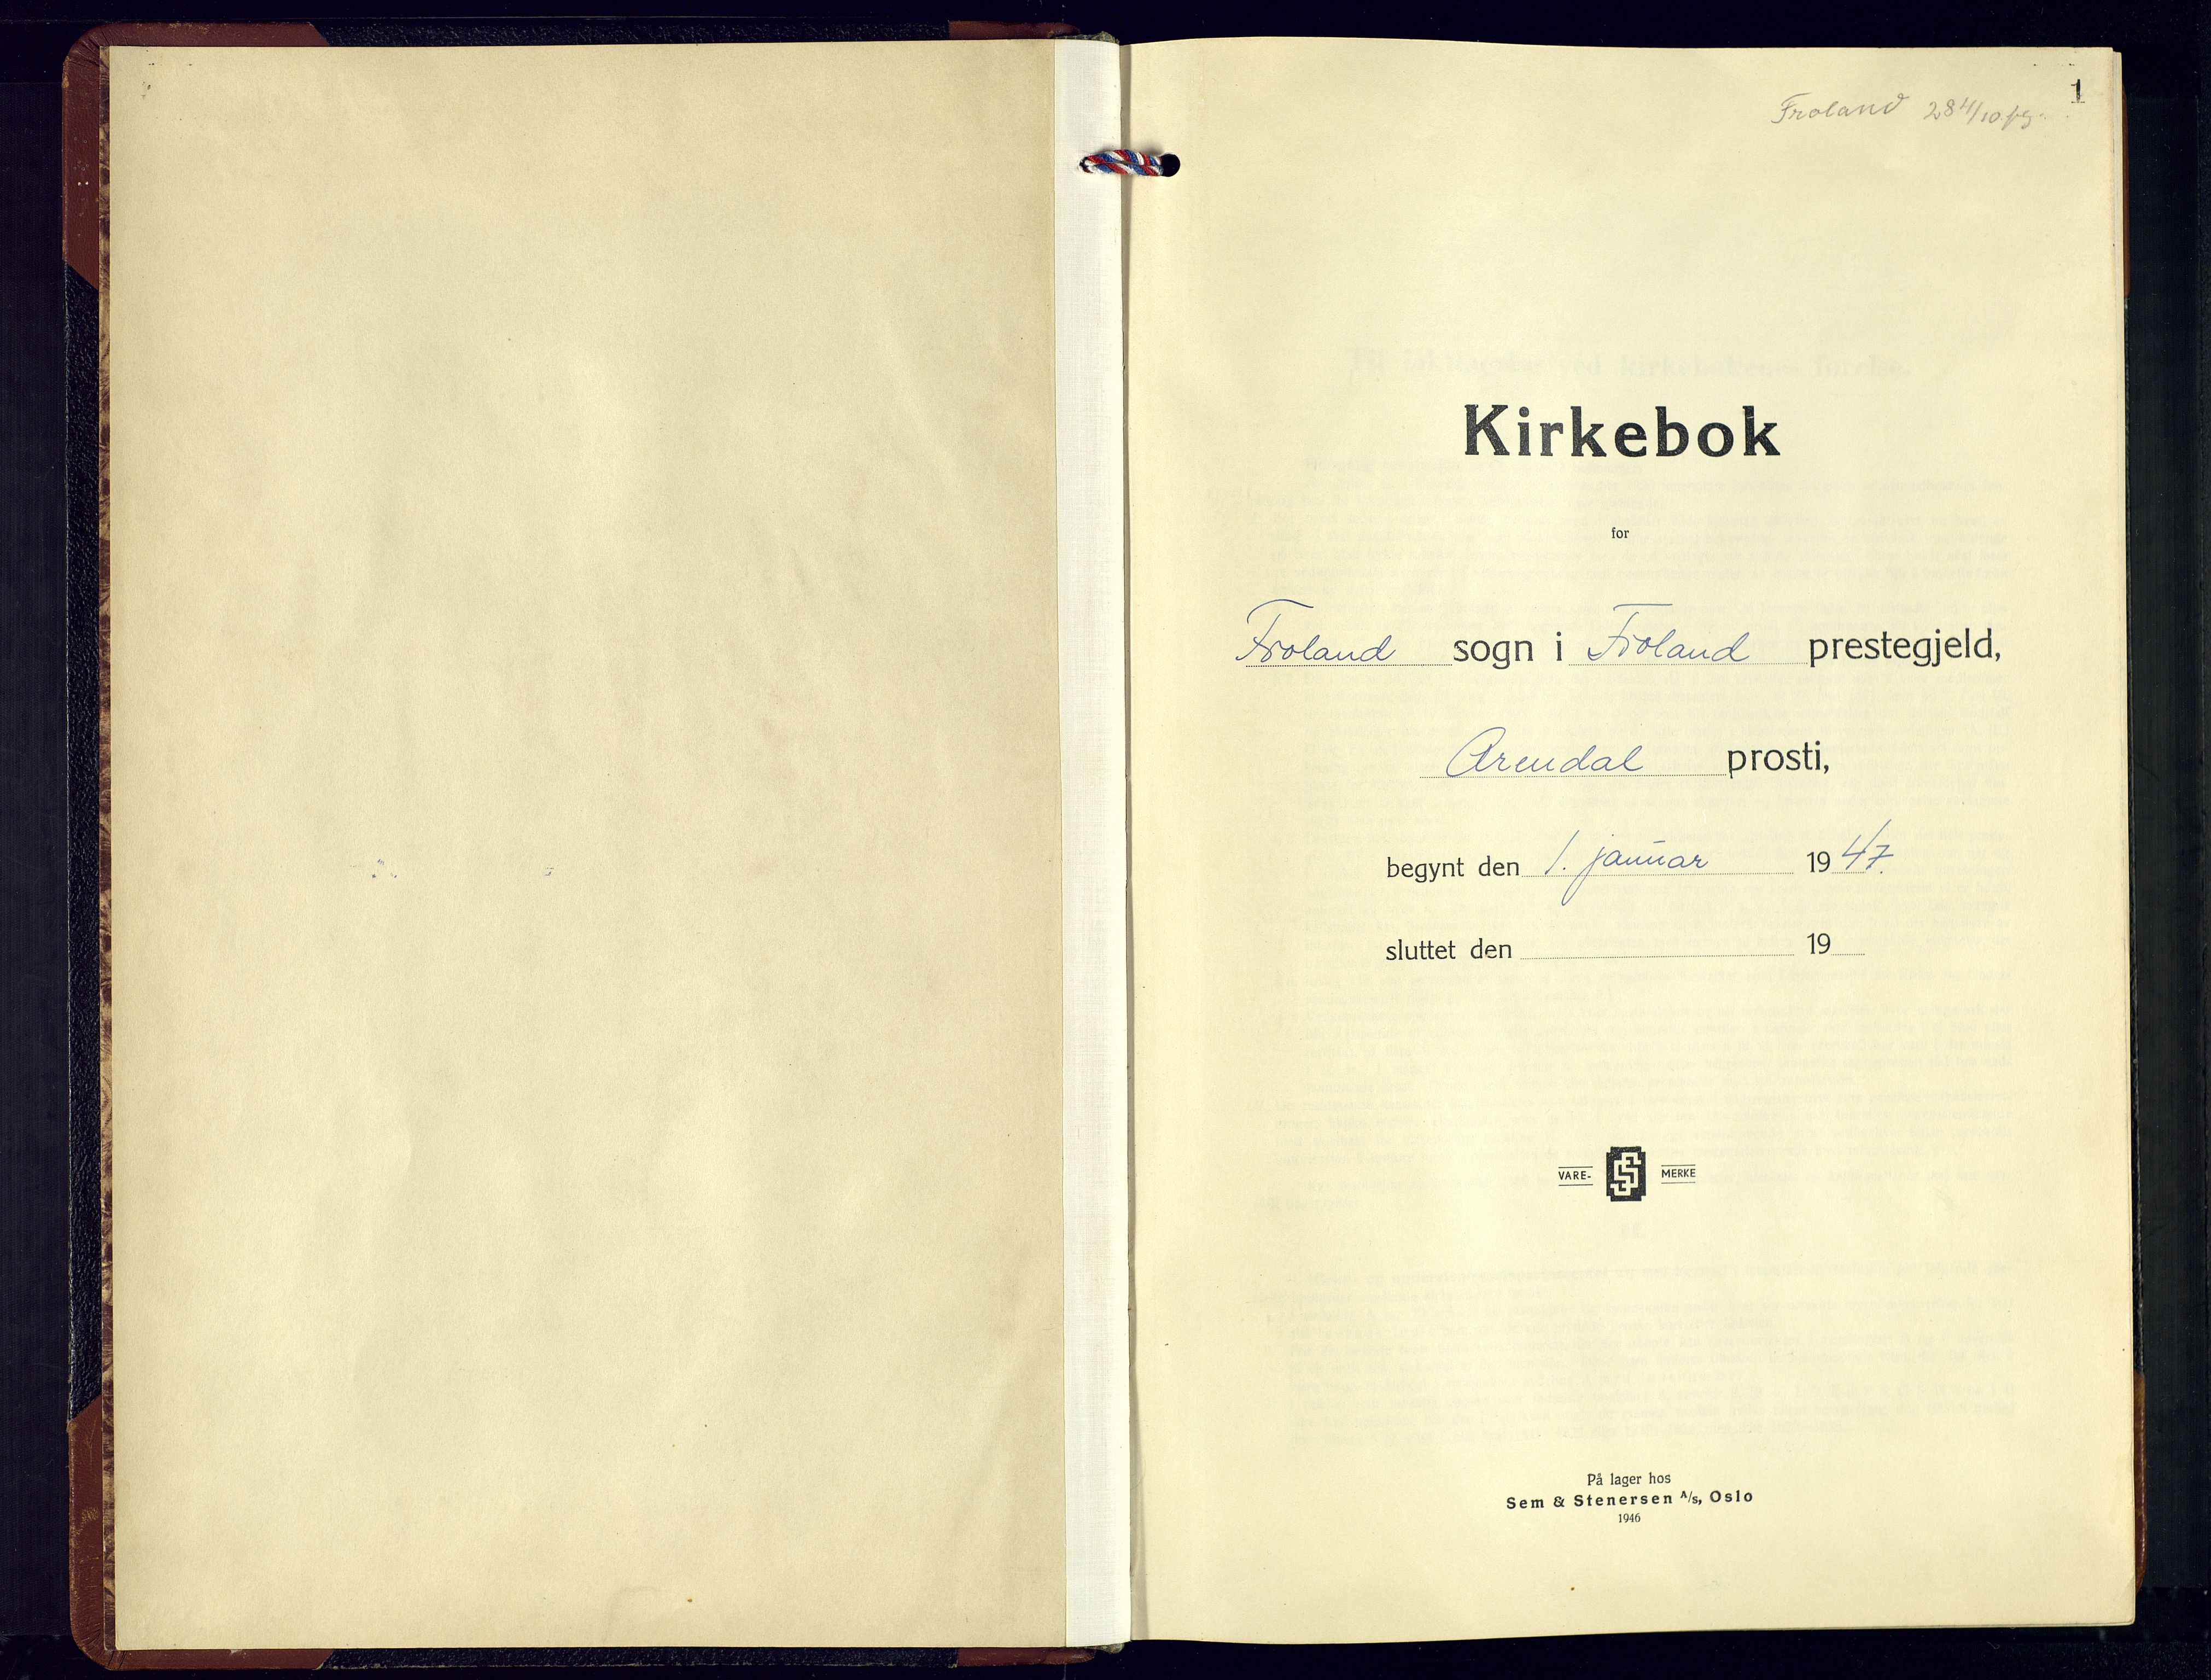 1
Froland 284/10 pg.
Kirkebok
for
Froland sogn i Froland prestegjeld,
Arendal prosti,
begynt den 1. januar 1947.
sluttet den 19
VARE- MERKE
På lager hos
Sem & Stenersen A/s, Oslo
1946